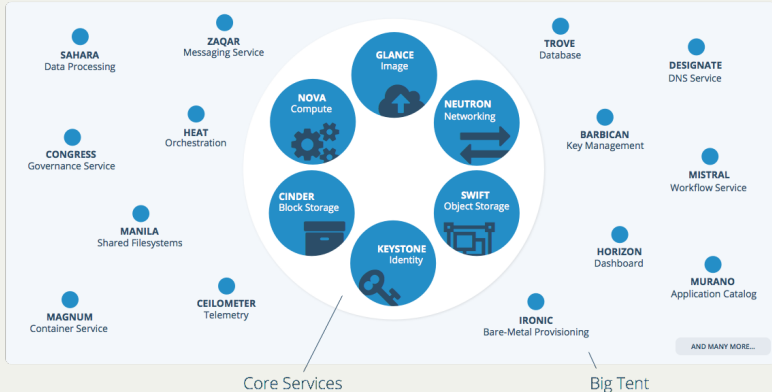 SAHARA
Data Processing
ZAQAR
Messaging Service
GLANCE
Image
TROVE
Database
DESIGNATE
DNS Service
NOVA
Compute
NEUTRON
Networking
HEAT
Orchestration
BARBICAN
Key Management
CONGRESS
Governance Service
MISTRAL
Workflow Service
CINDER
Block Storage
SWIFT
Object Storage
MANILA
Shared Filesystems
KEYSTONE
Identity
HORIZON
Dashboard
MURANO
Application Catalog
CEILOMETER
Telemetry
MAGNUM
Container Service
IRONIC
Bare-Metal Provisioning
AND MANY MORE...
Core Services
Big Tent